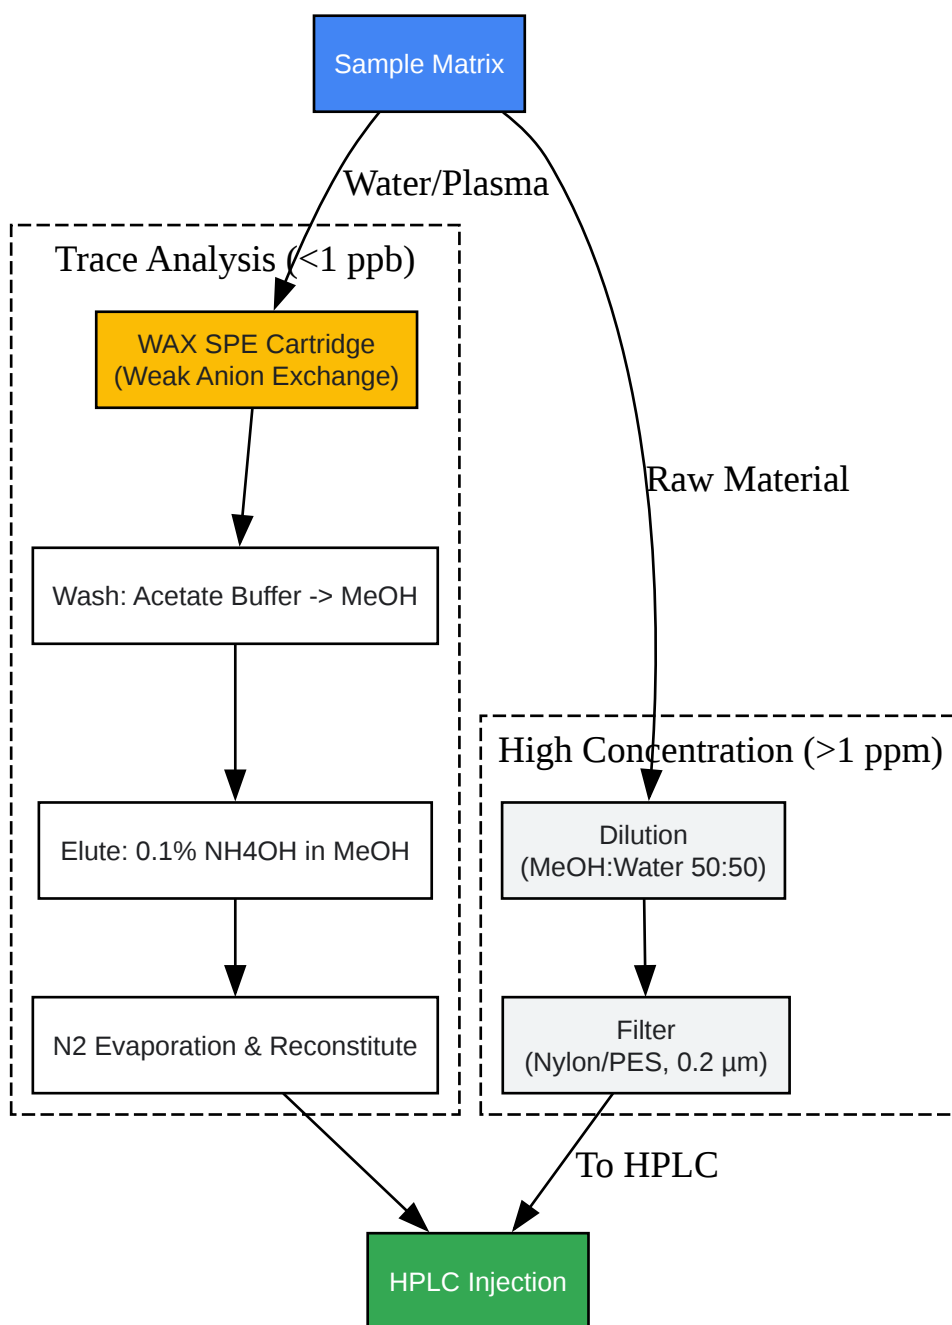 Sample Matrix
Water/Plasma
Trace Analysis (<1 ppb)
WAX SPE Cartridge
(Weak Anion Exchange)
Wash: Acetate Buffer -> MeOH
Elute: 0.1% NH4OH in MeOH
N2 Evaporation & Reconstitute
Raw Material
High Concentration (>1 ppm)
Dilution
(MeOH:Water 50:50)
Filter
(Nylon/PES, 0.2 µm)
To HPLC
HPLC Injection